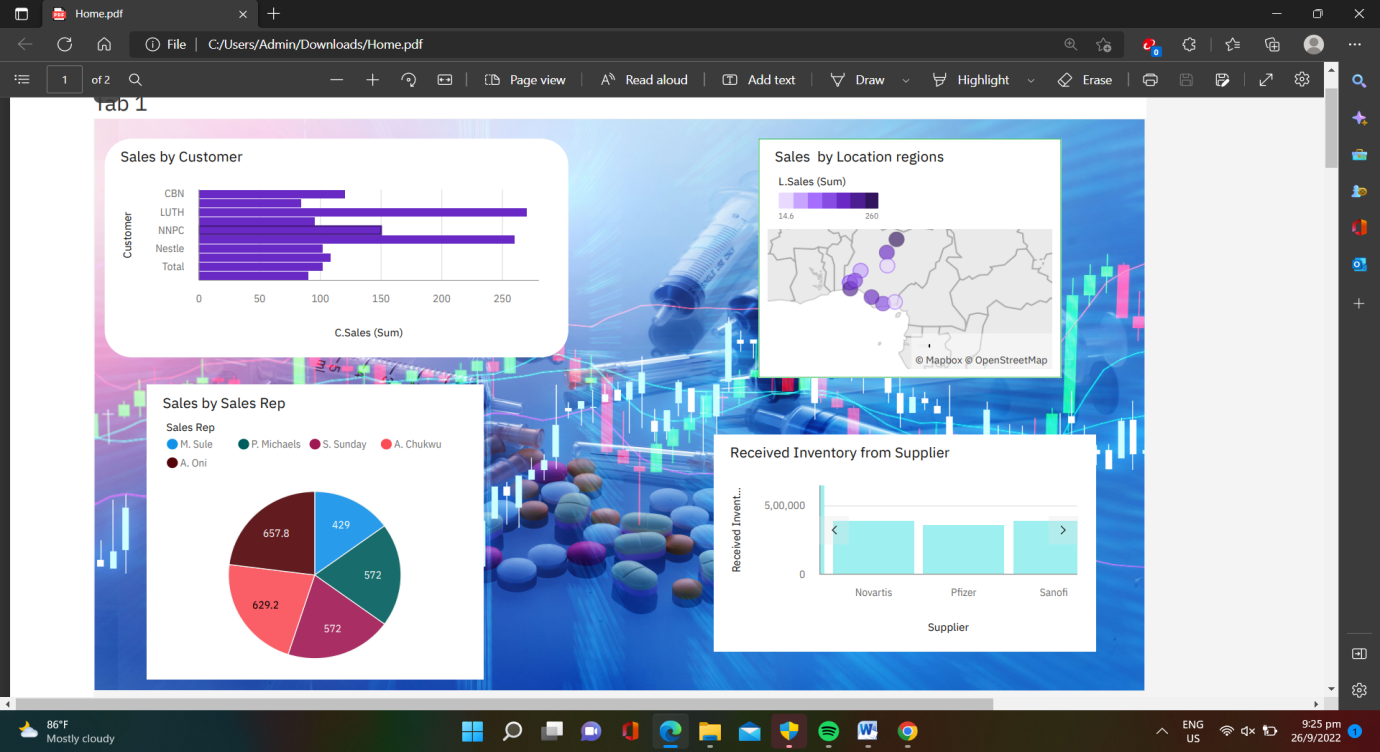 Home.pdf
File
C:/Users/Admin/Downloads/Home.pdf
0
1
of 2
Page view
Read aloud
Add text
Draw
Highlight
Erase
Tab 1
Sales by Customer
Customer
CBN
LUTH
NNPC
Nestle
Total
0 50 100 150 200 250
C.Sales (Sum)
Sales by Location regions
L.Sales (Sum)
14.6 260
© Mapbox © OpenStreetMap
Sales by Sales Rep
Sales Rep
M. Sule P. Michaels S. Sunday A. Chukwu
A. Oni
657.8 429
572
629.2
572
Received Inventory from Supplier
Received Invent...
5,00,000
0
Novartis Pfizer Sanofi
Supplier
86°F
Mostly cloudy
ENG
US
9:25 pm
26/9/2022
1